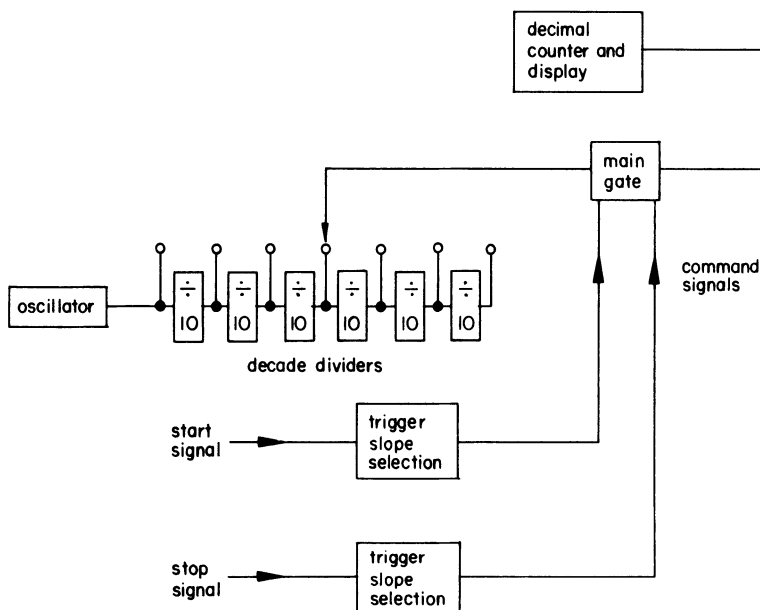 decimal
counter and
display
main
gate
command
signals
oscillator
÷
10
÷
10
÷
10
÷
10
÷
10
÷
10
decade dividers
start
signal
trigger
slope
selection
stop
signal
trigger
slope
selection